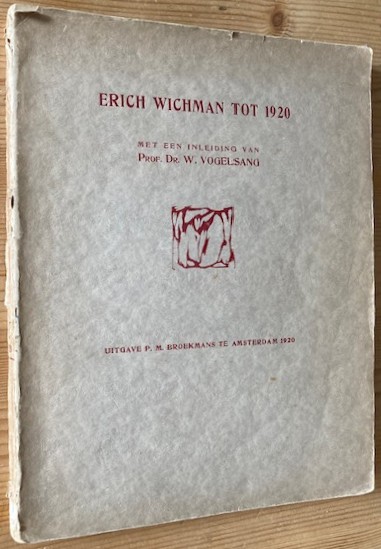 ERICH WICHMAN TOT 1920
MET EEN INLEIDING VAN
PROF. DR. W. VOGELSANG
UITGAVE P. M. BROEKMANS TE AMSTERDAM 1920